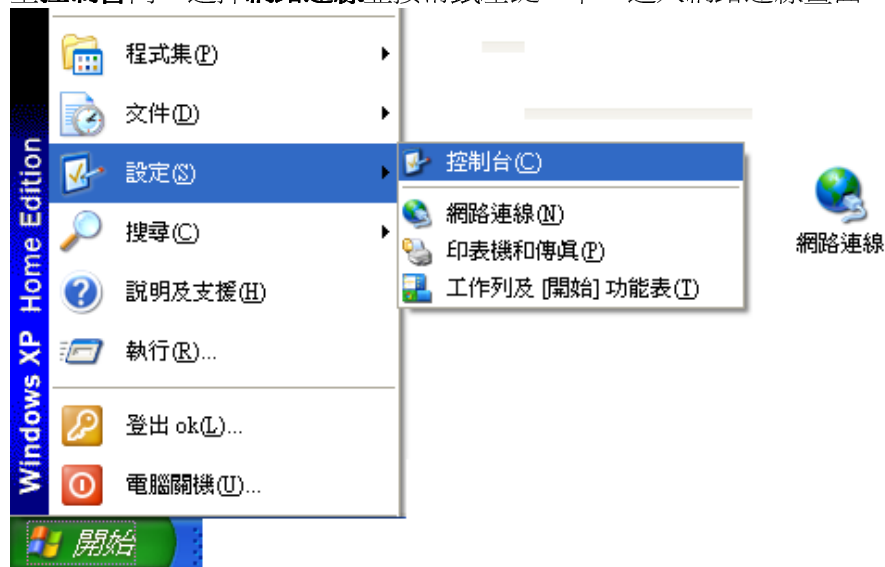 程式集(P)
文件(D)
設定(S)
搜尋(C)
說明及支援(H)
執行(R)...
登出 ok(L)...
電腦關機(U)...
Windows XP Home Edition
開始
控制台(C)
網路連線(N)
印表機和傳真(P)
工作列及 [開始] 功能表(T)
網路連線